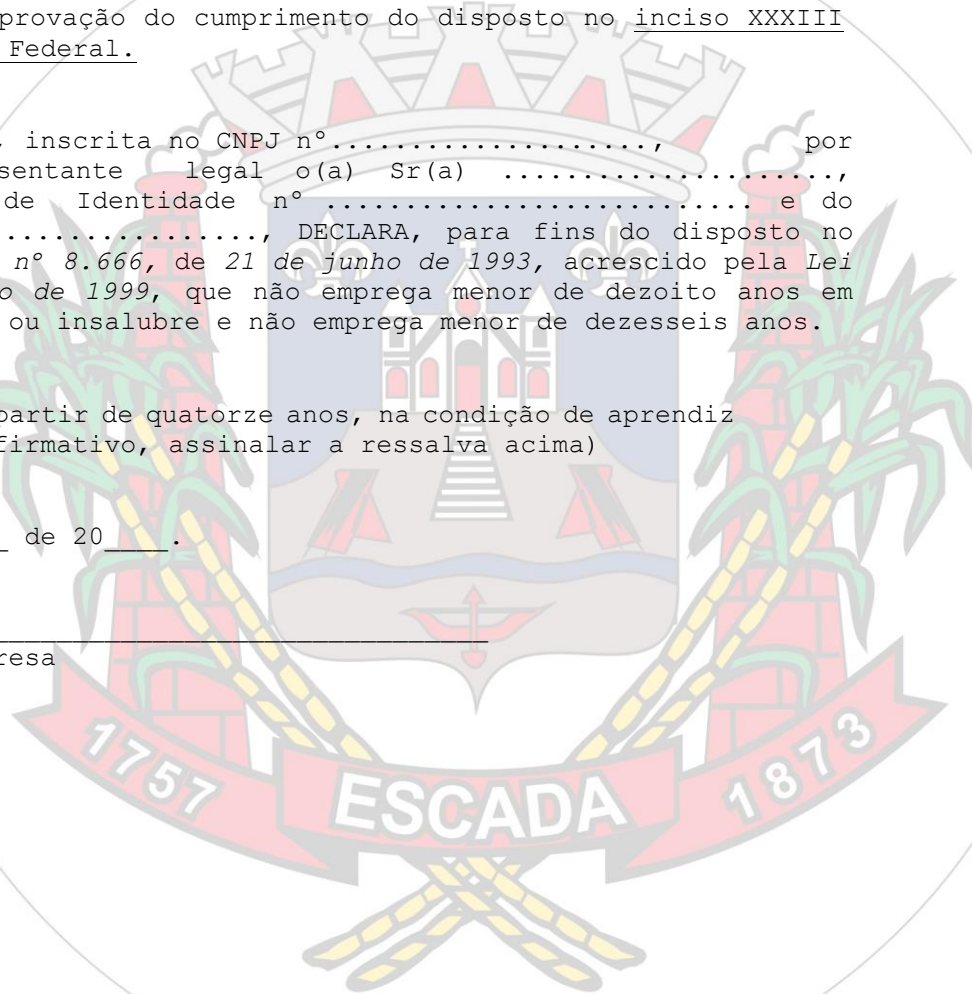 provação do cumprimento do disposto no inciso XXXIII
Federal.
, inscrita no CNPJ nº....................., por
sentante legal o(a) Sr(a) .....................,
de Identidade nº ........................... e do
................, DECLARA, para fins do disposto no
nº 8.666, de 21 de junho de 1993, acrescido pela Lei
o de 1999, que não emprega menor de dezoito anos em
ou insalubre e não emprega menor de dezesseis anos.
partir de quatorze anos, na condição de aprendiz
firmativo, assinalar a ressalva acima)
_ de 20____.
_______________________________
resa
1757 ESCADA 1873